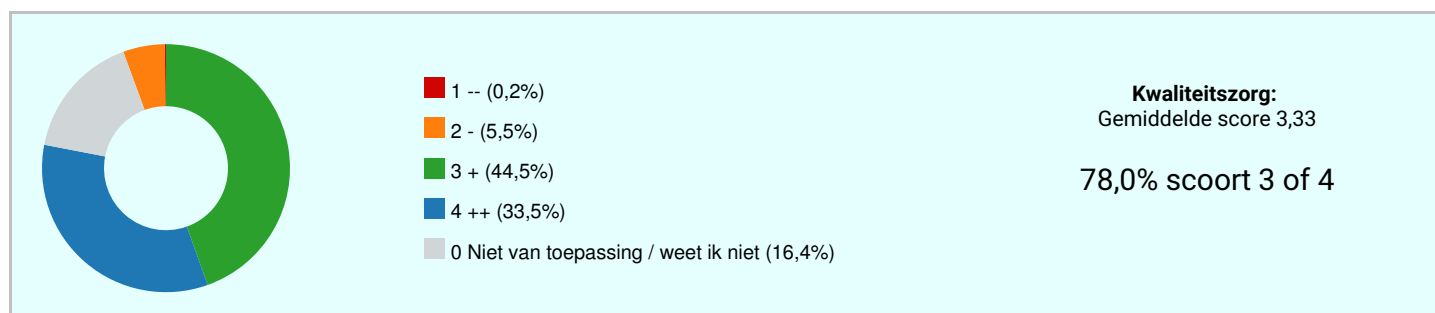 1 -- (0,2%)
2 - (5,5%)
3 + (44,5%)
4 ++ (33,5%)
0 Niet van toepassing / weet ik niet (16,4%)
Kwaliteitszorg:
Gemiddelde score 3,33
78,0% scoort 3 of 4